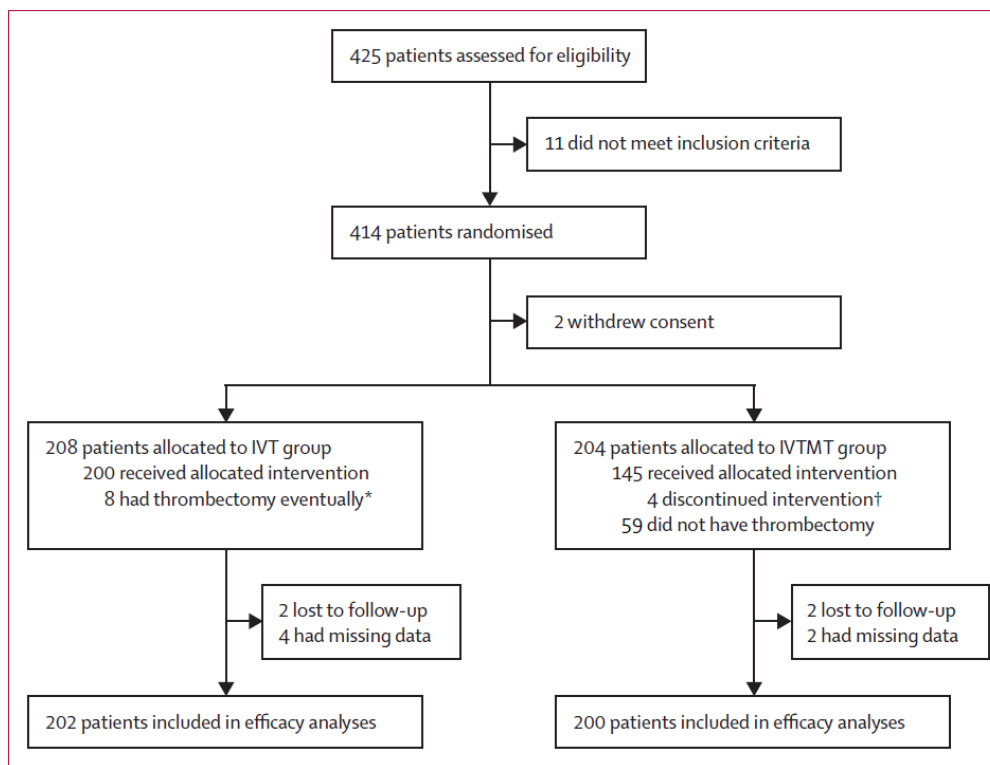 425 patients assessed for eligibility
11 did not meet inclusion criteria
414 patients randomised
2 withdrew consent
208 patients allocated to IVT group
200 received allocated intervention
8 had thrombectomy eventually*
204 patients allocated to IVTMT group
145 received allocated intervention
4 discontinued intervention†
59 did not have thrombectomy
2 lost to follow-up
4 had missing data
2 lost to follow-up
2 had missing data
202 patients included in efficacy analyses
200 patients included in efficacy analyses